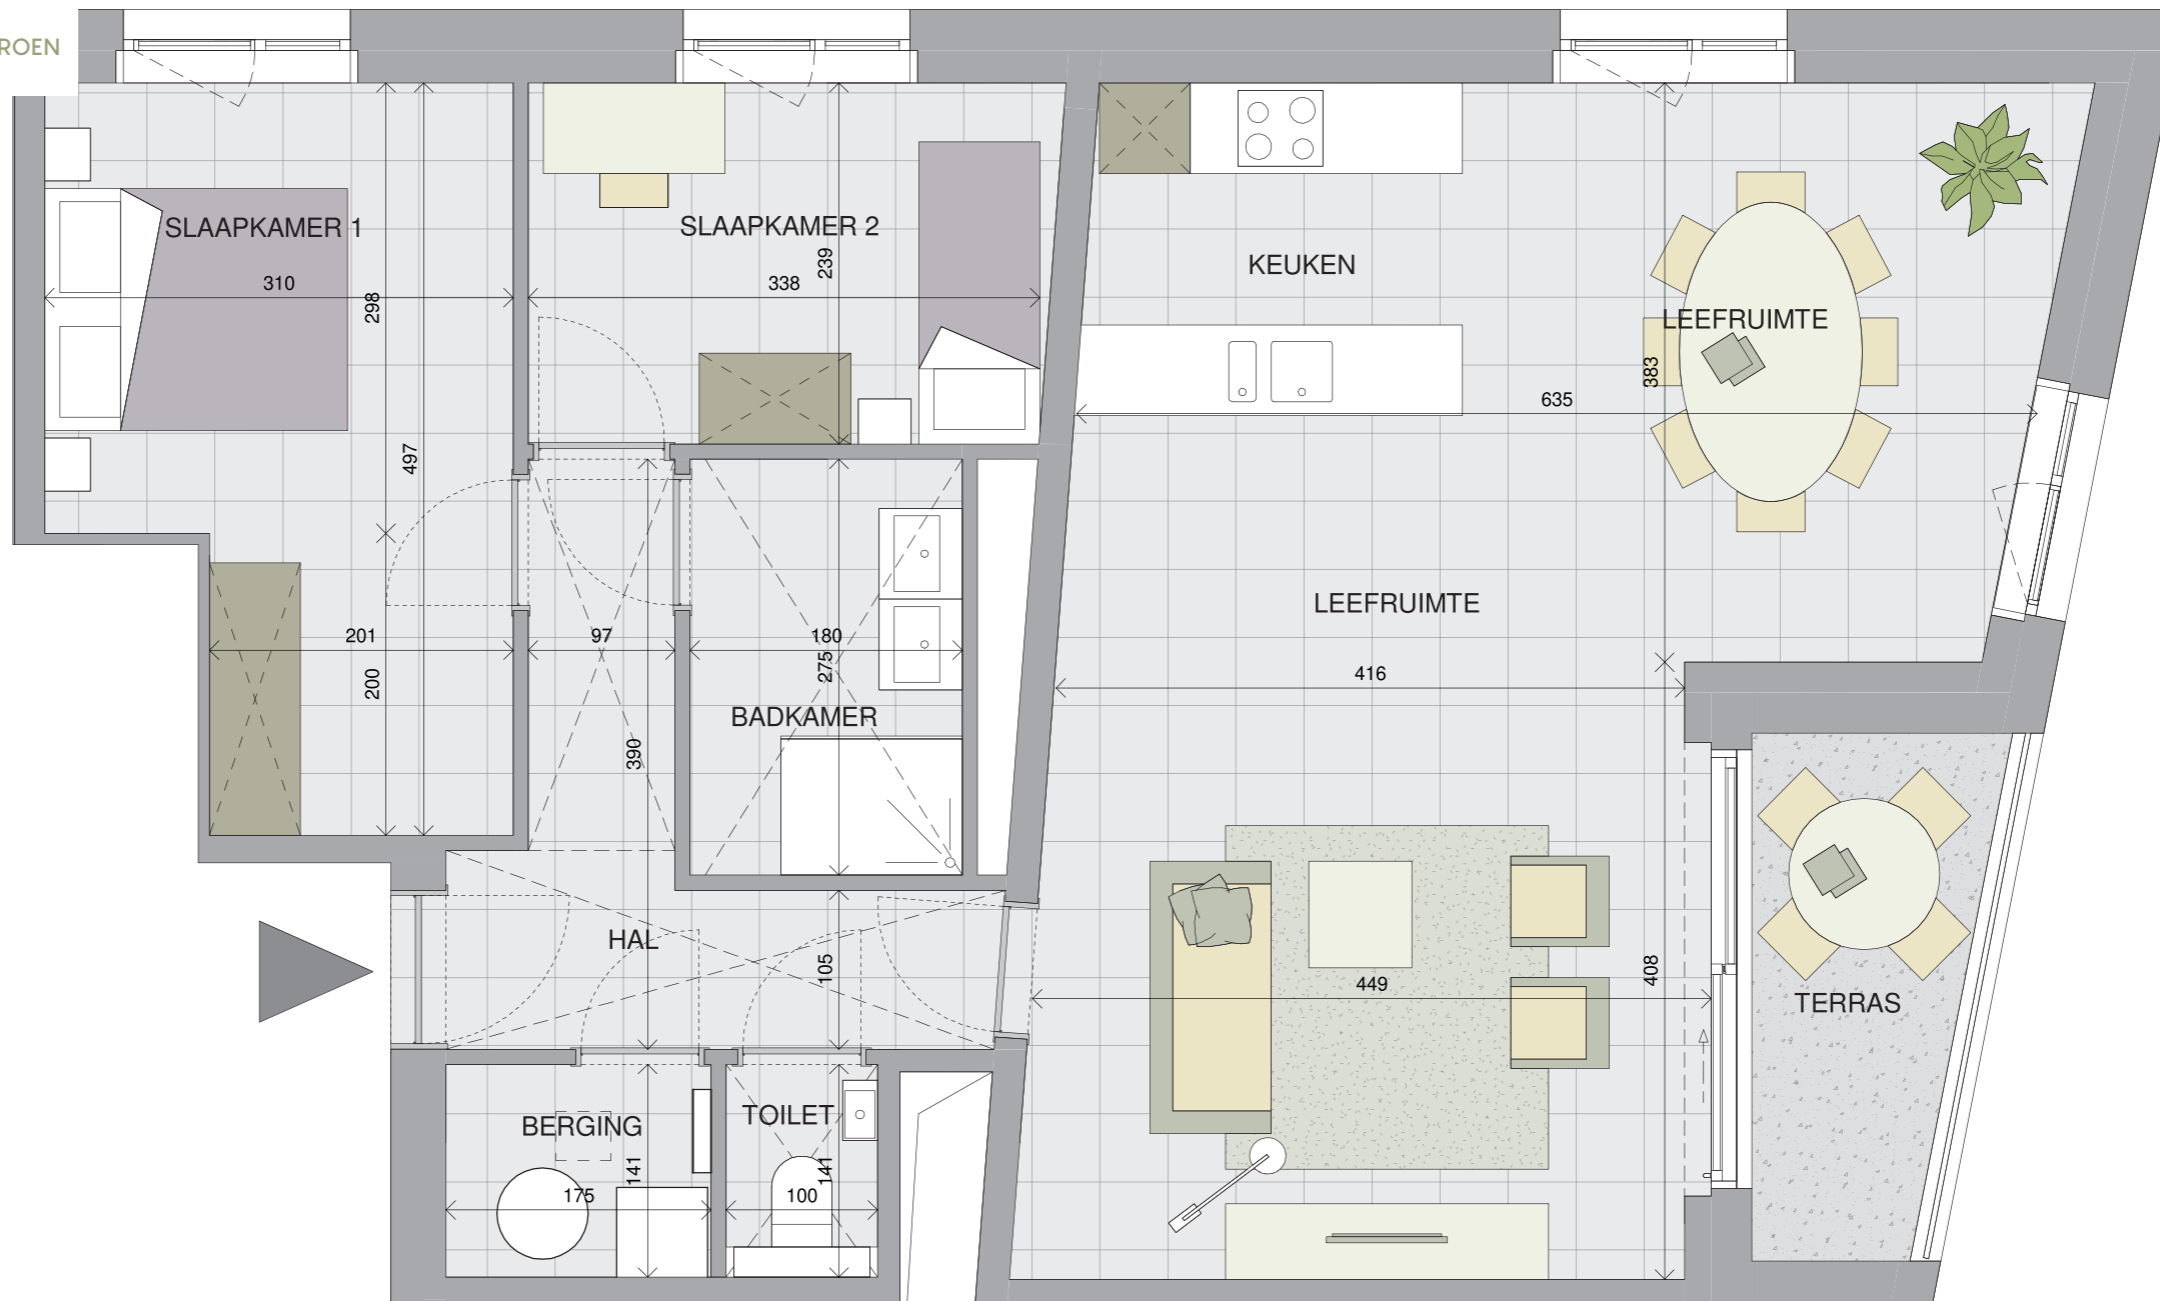 ROEN
SLAAPKAMER 1
310
298
497
201
200
SLAAPKAMER 2
239
338
KEUKEN
LEEFRUIMTE
383
635
LEEFRUIMTE
416
97
390
180
275
BADKAMER
HAL
105
449
408
TERRAS
BERGING
141
175
TOILET
141
100